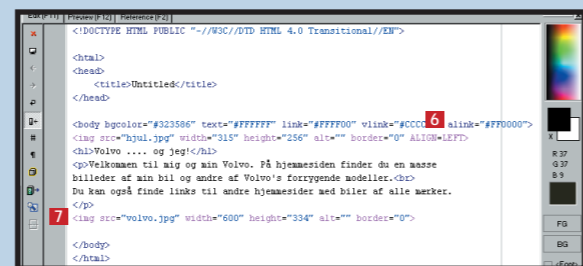 Edit (F11) Preview (F12) Reference (F2)
<!DOCTYPE HTML PUBLIC "-//W3C//DTD HTML 4.0 Transitional//EN">
<html>
<head>
<title>Untitled</title>
</head>
6
<body bgcolor="#323586" text="#FFFFFF" link="#FFFF00" vlink="#CCCC alink="#FF0000">
<img src="hjul.jpg" width="315" height="256" alt="" border="0" ALIGN=LEFT>
<h1>Volvo .... og jeg!</h1>
<p>Velkommen til mig og min Volvo. På hjemmesiden finder du en masse
billeder af min bil og andre af Volvo's forrygende modeller.<br>
Du kan også finde links til andre hjemmesider med biler af alle mærker.
</p>
7 <img src="volvo.jpg" width="600" height="334" alt="" border="0">
</body>
</html>
X
R 37
G 37
B 9
FG
BG
<Font>